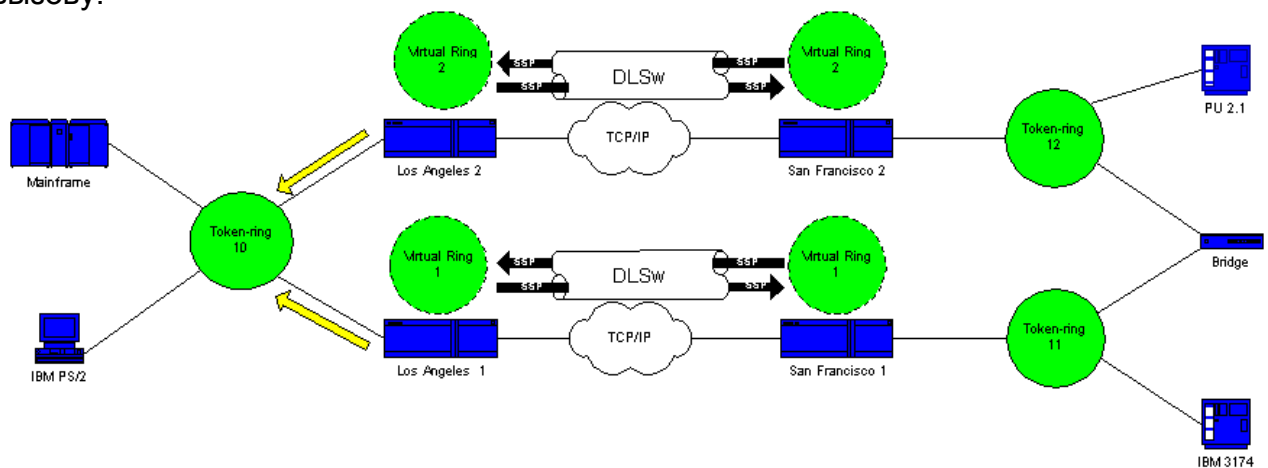 Virtual Ring
2
SSP
SSP
DLSw
SSP
SSP
Virtual Ring
2
PU 2.1
Mainframe
Los Angeles 2
TCP/IP
San Francisco 2
Token-ring
12
Token-ring
10
Virtual Ring
1
SSP
SSP
DLSw
SSP
SSP
Virtual Ring
1
Bridge
IBM PS/2
Los Angeles 1
TCP/IP
San Francisco 1
Token-ring
11
IBM 3174